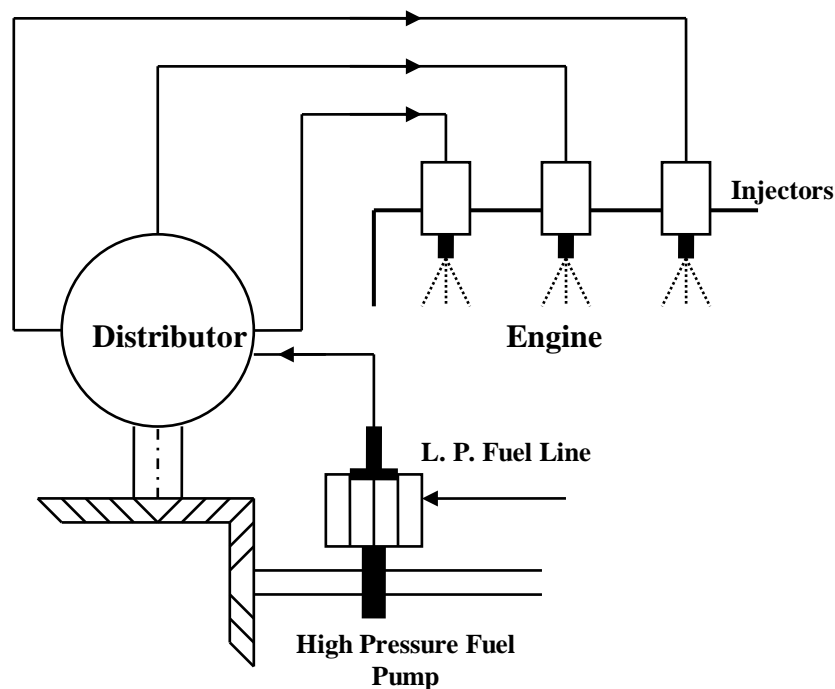 Injectors
Distributor
Engine
L. P. Fuel Line
High Pressure Fuel
Pump